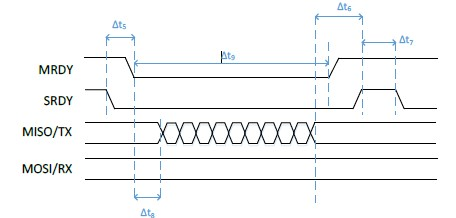 Δt₆
Δt₅
Δt₇
Δt₉
MRDY
SRDY
MISO/TX
MOSI/RX
Δt₈